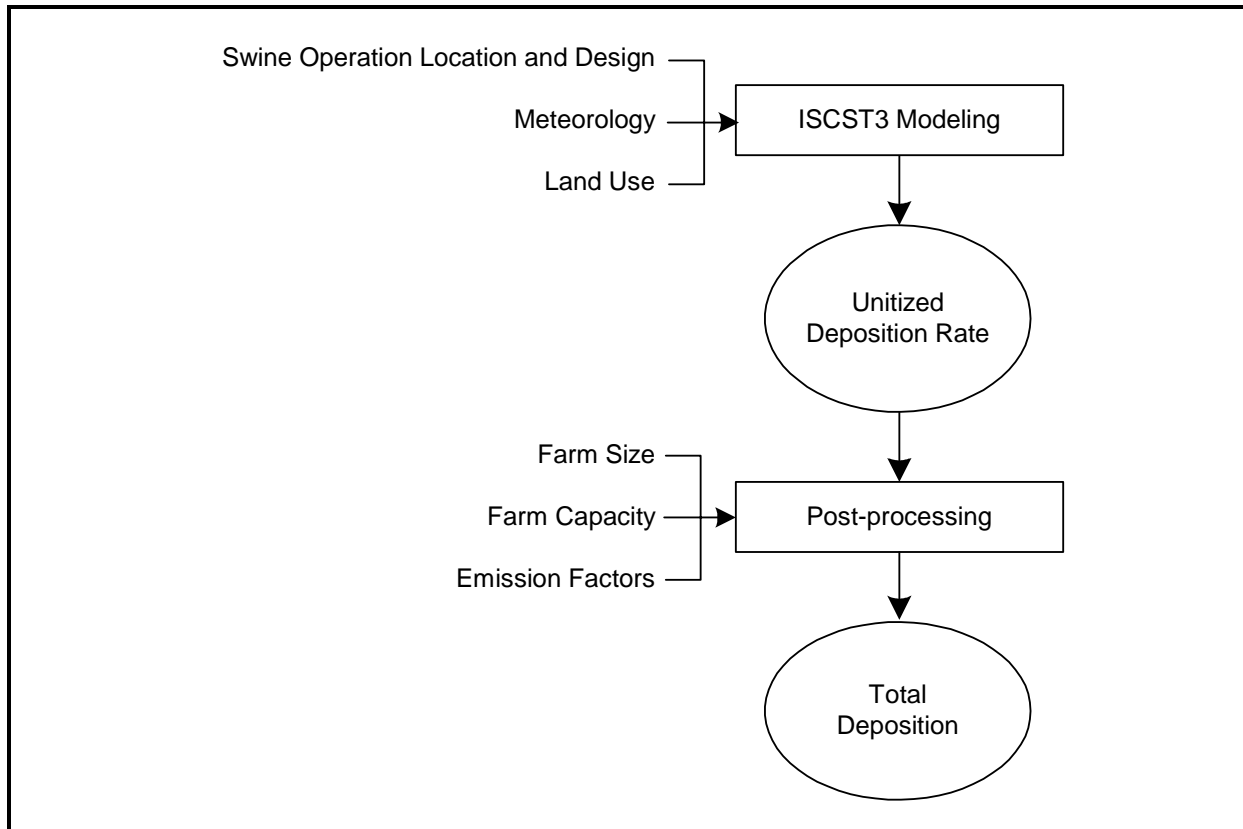 Swine Operation Location and Design
Meteorology
Land Use
ISCST3 Modeling
Unitized
Deposition Rate
Farm Size
Farm Capacity
Emission Factors
Post-processing
Total
Deposition